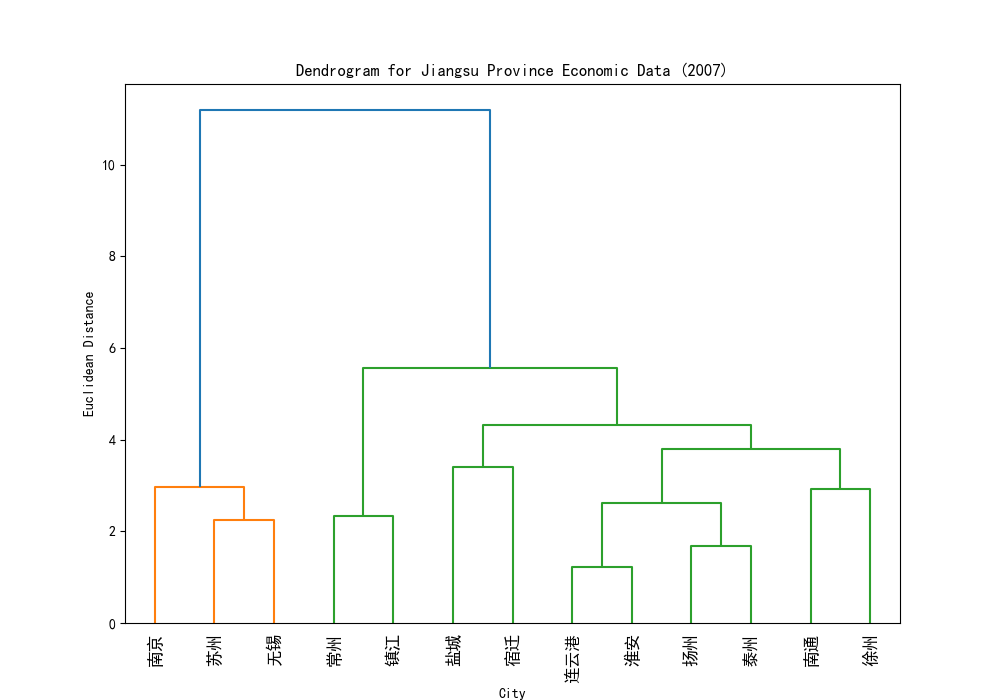 Dendrogram for Jiangsu Province Economic Data (2007)
Euclidean Distance
10
8
6
4
2
0
南京
苏州
无锡
常州
镇江
盐城
宿迁
连云港
淮安
扬州
泰州
南通
徐州
City